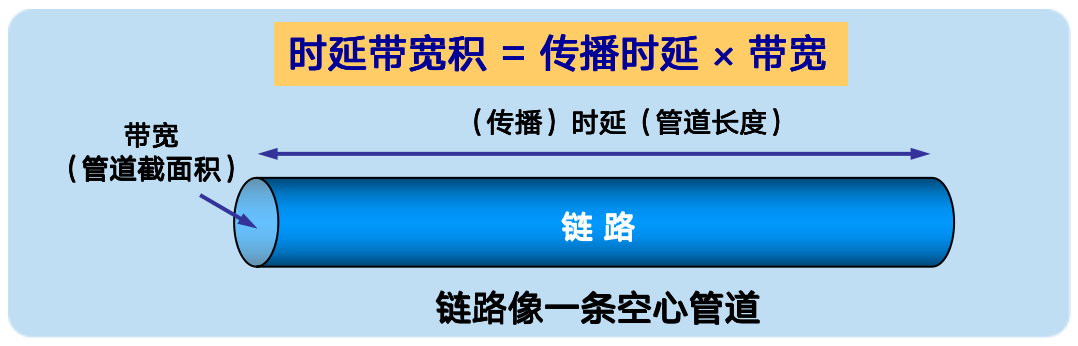 时延带宽积 = 传播时延 × 带宽
（传播）时延（管道长度）
带宽
（管道截面积）
链 路
链路像一条空心管道